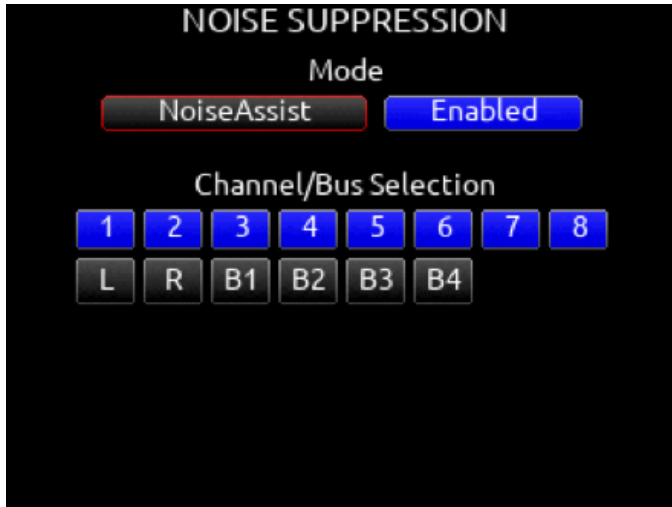 NOISE SUPPRESSION
Mode
NoiseAssist Enabled
Channel/Bus Selection
1 2 3 4 5 6 7 8
L R B1 B2 B3 B4